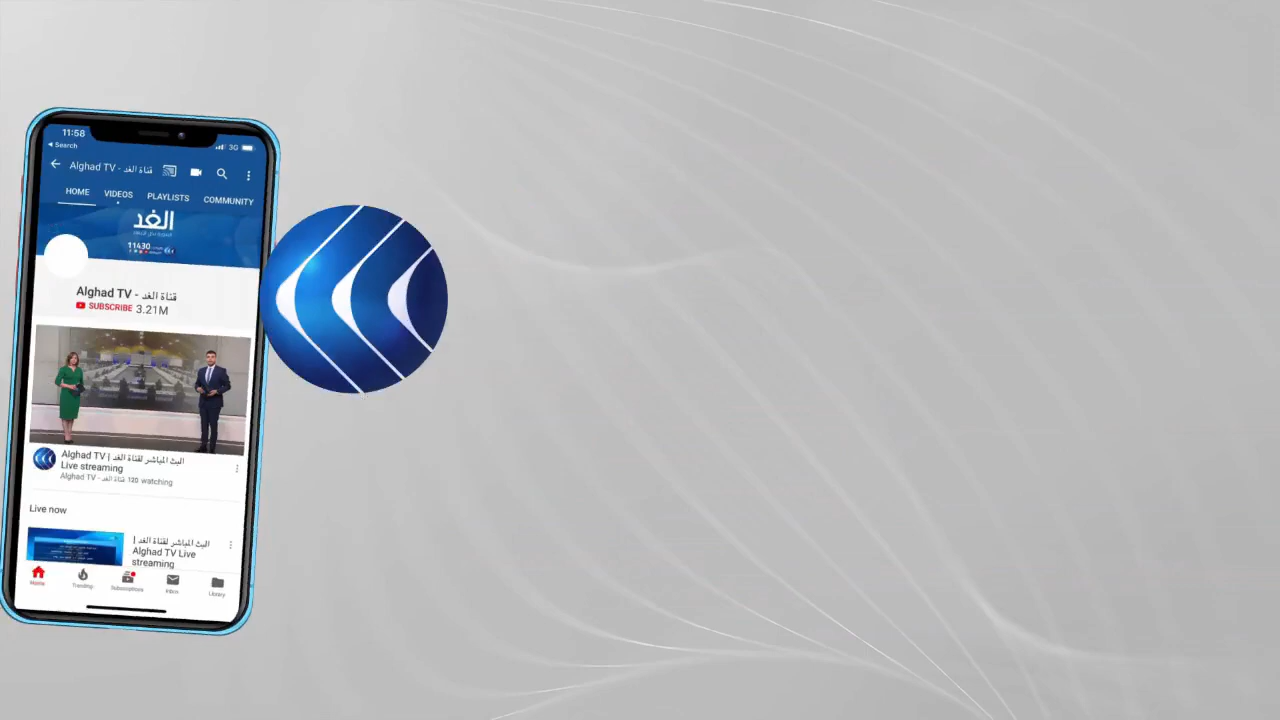 11:58
Search
3G
Alghad TV - قناة الغد
HOME VIDEOS PLAYLISTS COMMUNITY
الغد
11430
Alghad TV - قناة الغد
SUBSCRIBE 3.21M
البث المباشر لقناة الغد | Alghad TV
Live streaming
Alghad TV - قناة الغد 120 watching
Live now
البث المباشر لقناة الغد |
Alghad TV Live
streaming
Home Trending Subscriptions Inbox Library